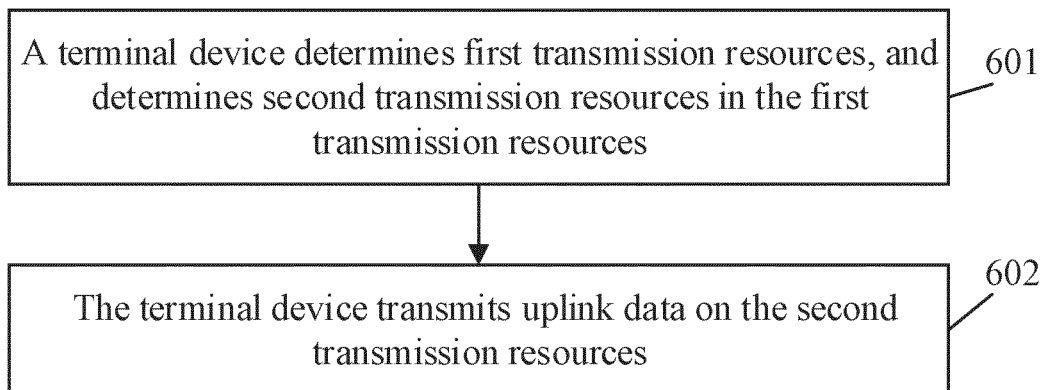 A terminal device determines first transmission resources, and
determines second transmission resources in the first
transmission resources
601
The terminal device transmits uplink data on the second
transmission resources
602